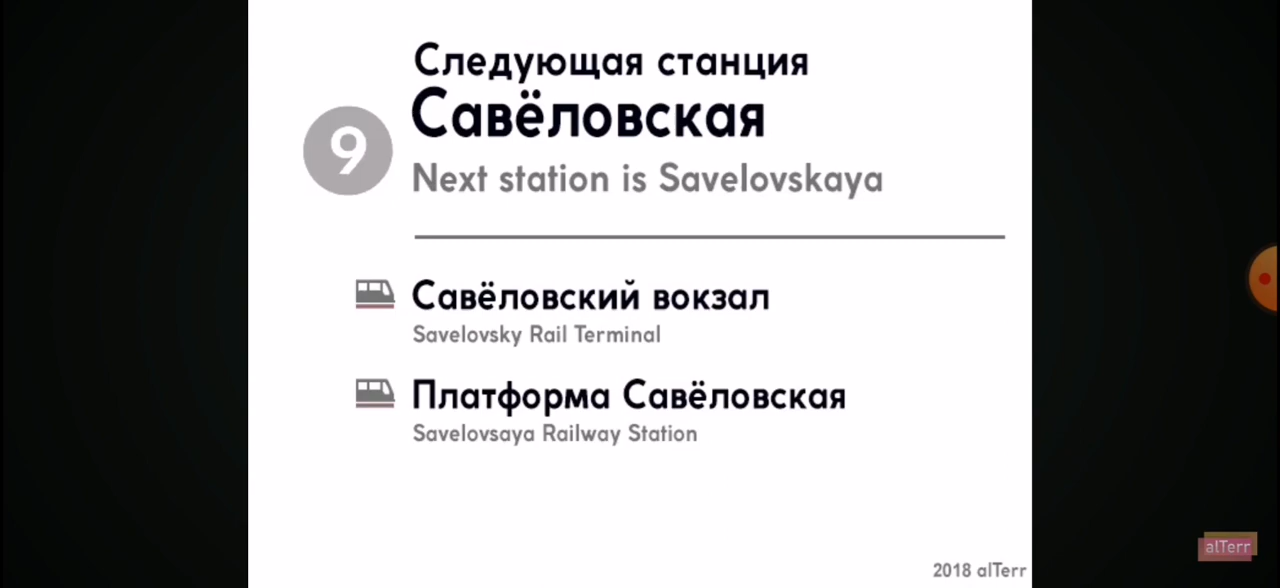 Следующая станция
9
Савёловская
Next station is Savelovskaya
Савёловский вокзал
Savelovsky Rail Terminal
Платформа Савёловская
Savelovsaya Railway Station
alTerr
2018 alTerr